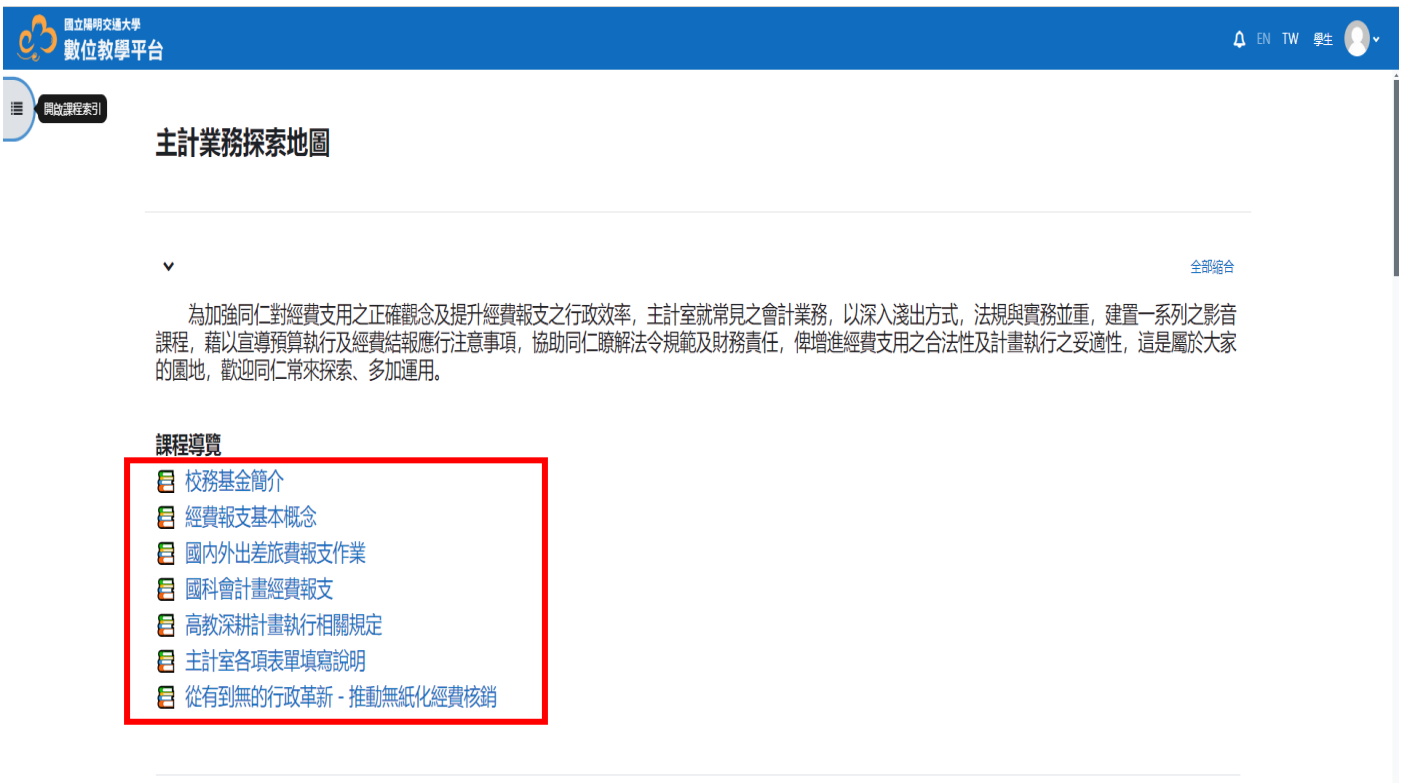 國立陽明交通大學
數位教學平台
EN TW 學生
開啟課程索引
主計業務探索地圖
全部縮合
為加強同仁對經費支用之正確觀念及提升經費報支之行政效率，主計室就常見之會計業務，以深入淺出方式，法規與實務並重，建置一系列之影音
課程，藉以宣導預算執行及經費結報應行注意事項，協助同仁瞭解法令規範及財務責任，俾增進經費支用之合法性及計畫執行之妥適性，這是屬於大家
的園地，歡迎同仁常來探索、多加運用。
課程導覽
校務基金簡介
經費報支基本概念
國內外出差旅費報支作業
國科會計畫經費報支
高教深耕計畫執行相關規定
主計室各項表單填寫說明
從有到無的行政革新 - 推動無紙化經費核銷